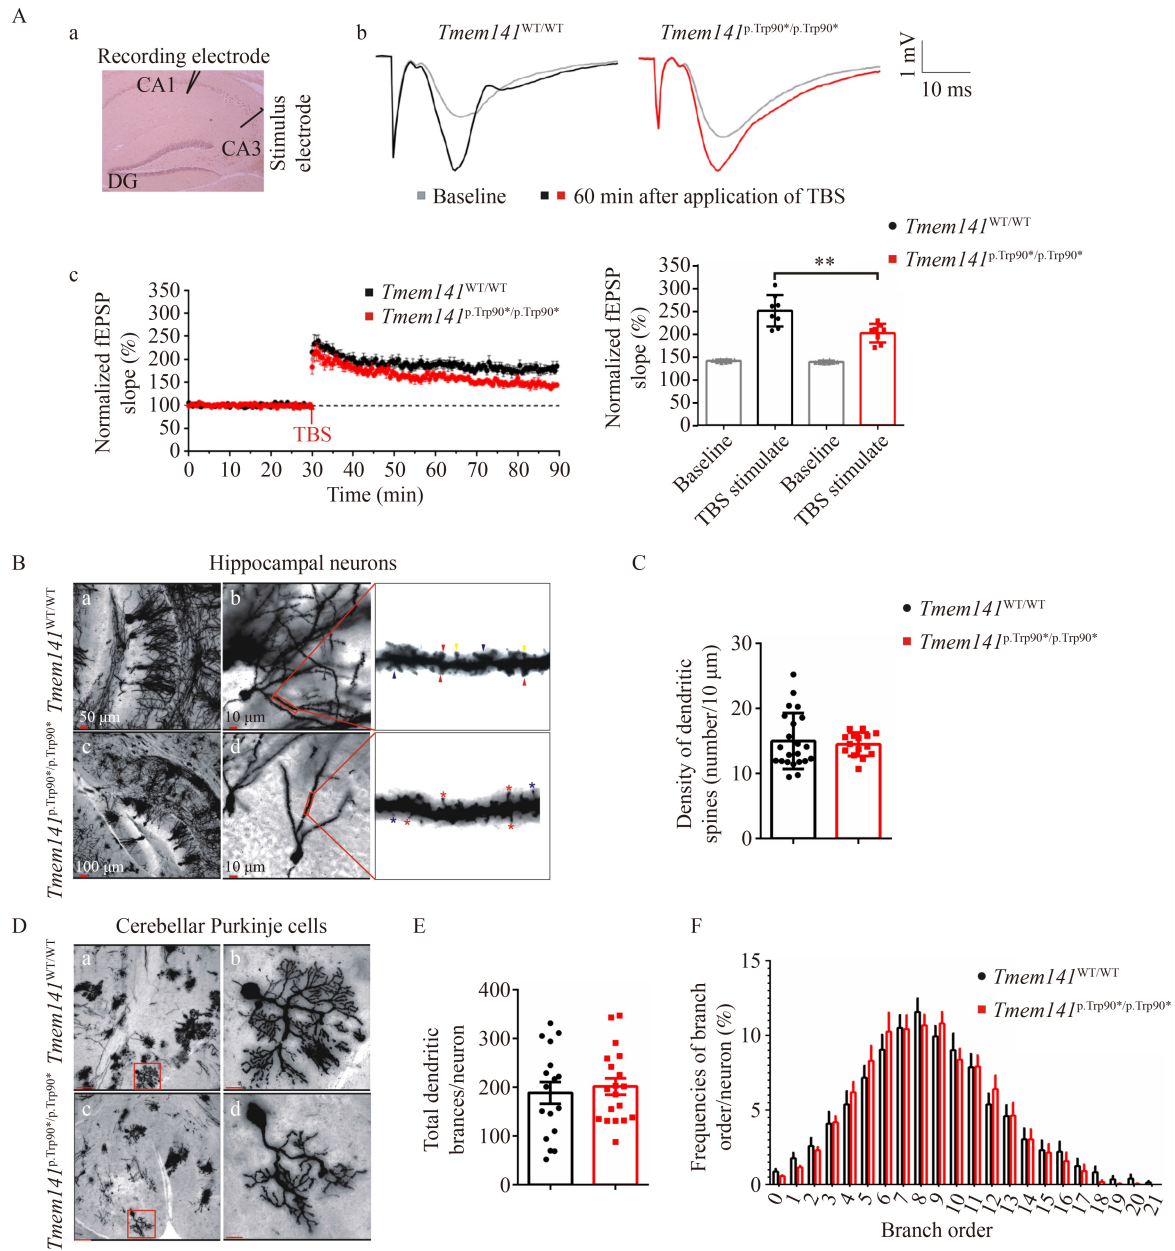 A
a
Recording electrode
CA1
CA3
DG
Stimulus
electrode
b
Tmem141WT/WT
Tmem141p.Trp90*/p.Trp90*
1 mV
10 ms
Baseline
60 min after application of TBS
c
Normalized fEPSP
slope (%)
350
300
250
200
150
100
50
0
Tmem141WT/WT
Tmem141p.Trp90*/p.Trp90*
TBS
0 10 20 30 40 50 60 70 80 90
Time (min)
Tmem141WT/WT
Tmem141p.Trp90*/p.Trp90*
Normalized fEPSP
slope (%)
350
300
250
200
150
100
50
0
**
Baseline
TBS stimulate
Baseline
TBS stimulate
B
Hippocampal neurons
Tmem141WT/WT
Tmem141p.Trp90*/p.Trp90*
a
50 μm
b
10 μm
c
100 μm
d
10 μm
* * *
* * *
C
Tmem141WT/WT
Tmem141p.Trp90*/p.Trp90*
Density of dendritic
spines (number/10 μm)
30
20
10
0
D
Cerebellar Purkinje cells
Tmem141WT/WT
Tmem141p.Trp90*/p.Trp90*
a
b
c
d
E
Total dendritic
brances/neuron
400
300
200
100
0
F
Frequencies of branch
order/neuron (%)
15
10
5
0
Tmem141WT/WT
Tmem141p.Trp90*/p.Trp90*
0 1 2 3 4 5 6 7 8 9 10 11 12 13 14 15 16 17 18 19 20 21
Branch order